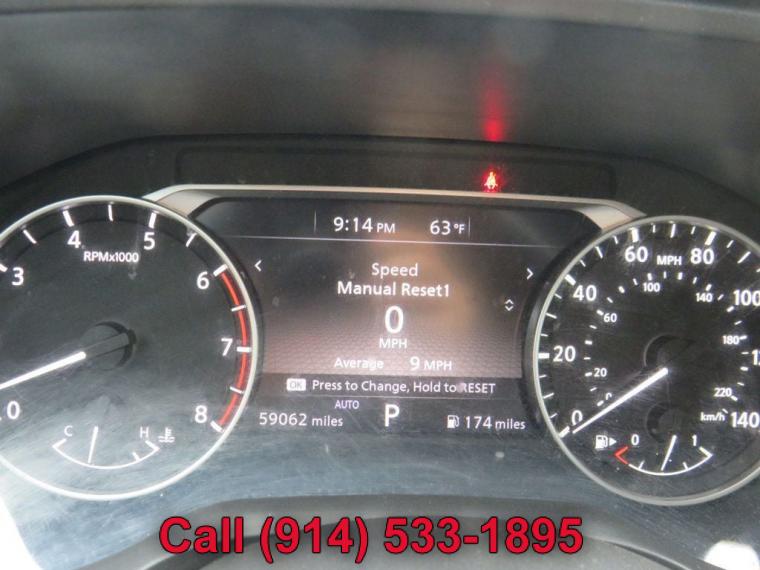 9:14 PM 63°F
Speed
Manual Reset1
0
MPH
Average 9 MPH
OK Press to Change, Hold to RESET
AUTO
59062 miles P 174 miles
RPMx1000
0 3 4 5 6 7 8
C H
MPH
0 20 40 60 80 100 140
km/h
0 20 60 100 140 180 220
0 1
Call (914) 533-1895